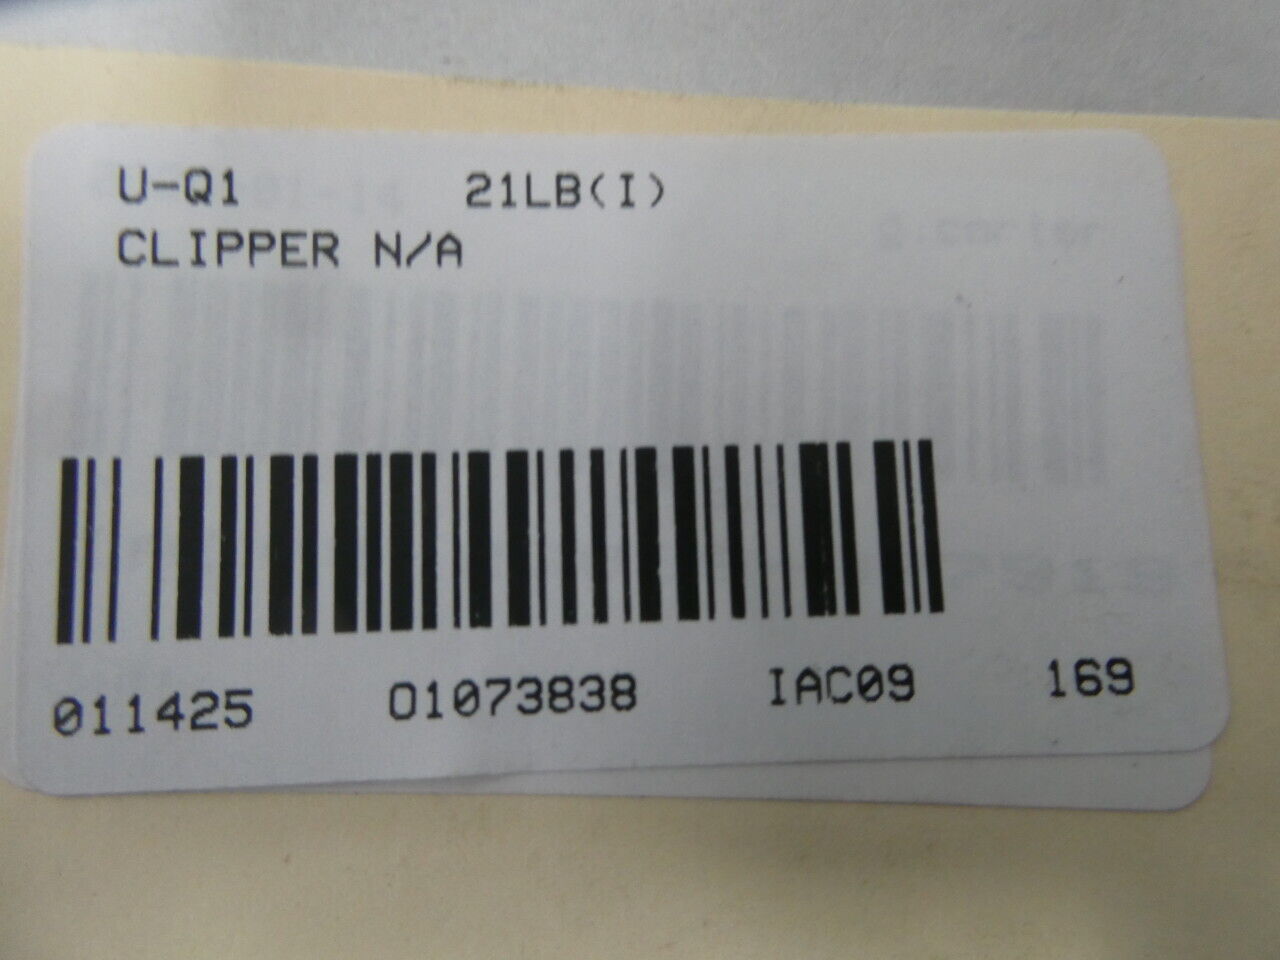 U-Q1 21LB(I)
CLIPPER N/A
011425 01073838 IAC09 169